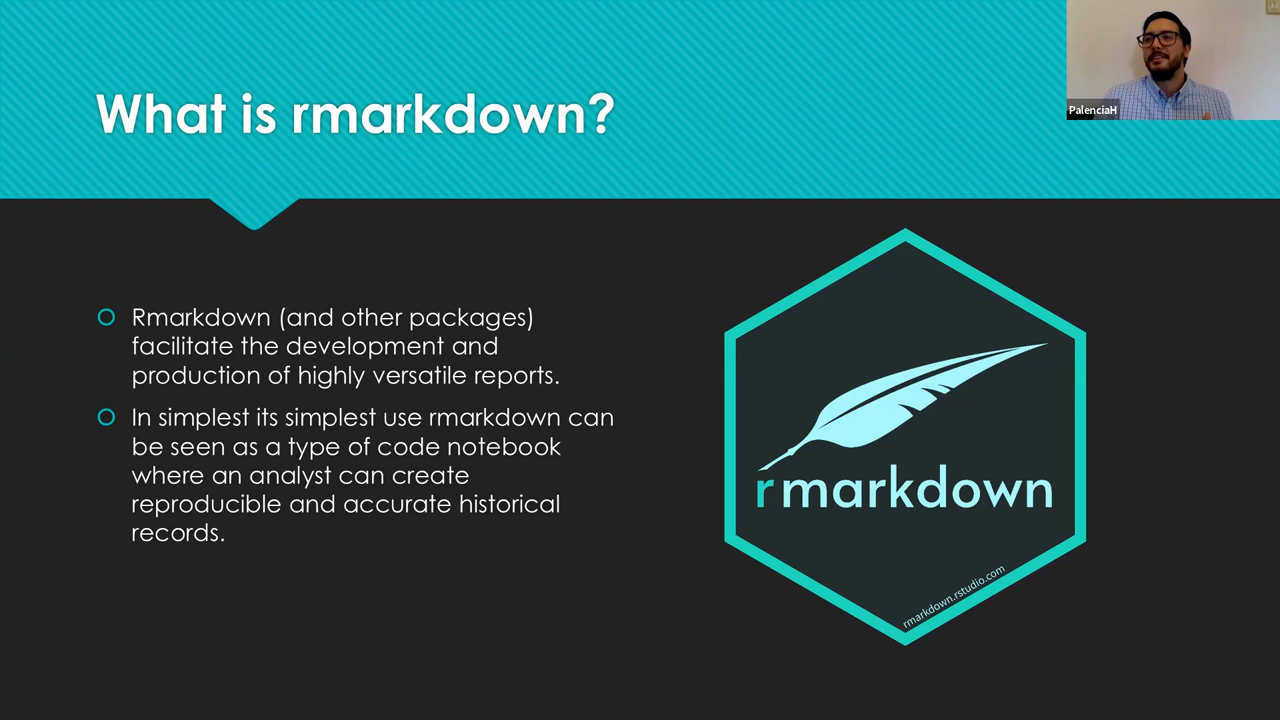 What is rmarkdown?
PalenciaH
Rmarkdown (and other packages)
facilitate the development and
production of highly versatile reports.
In simplest its simplest use rmarkdown can
be seen as a type of code notebook
where an analyst can create
reproducible and accurate historical
records.
rmarkdown
rmarkdown.rstudio.com